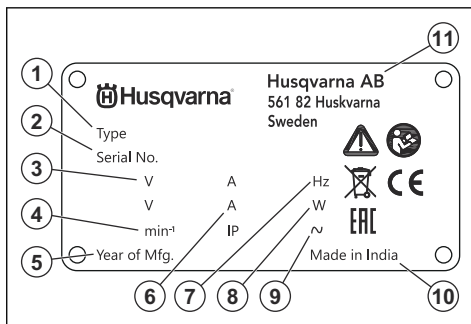 11
Husqvarna
Husqvarna AB
561 82 Huskvarna
Sweden
1
Type
2
Serial No.
3
V A Hz
V A W
4
min-1 IP ~
5
Year of Mfg.
Made in India
CE
EAC
6 7 8 9 10